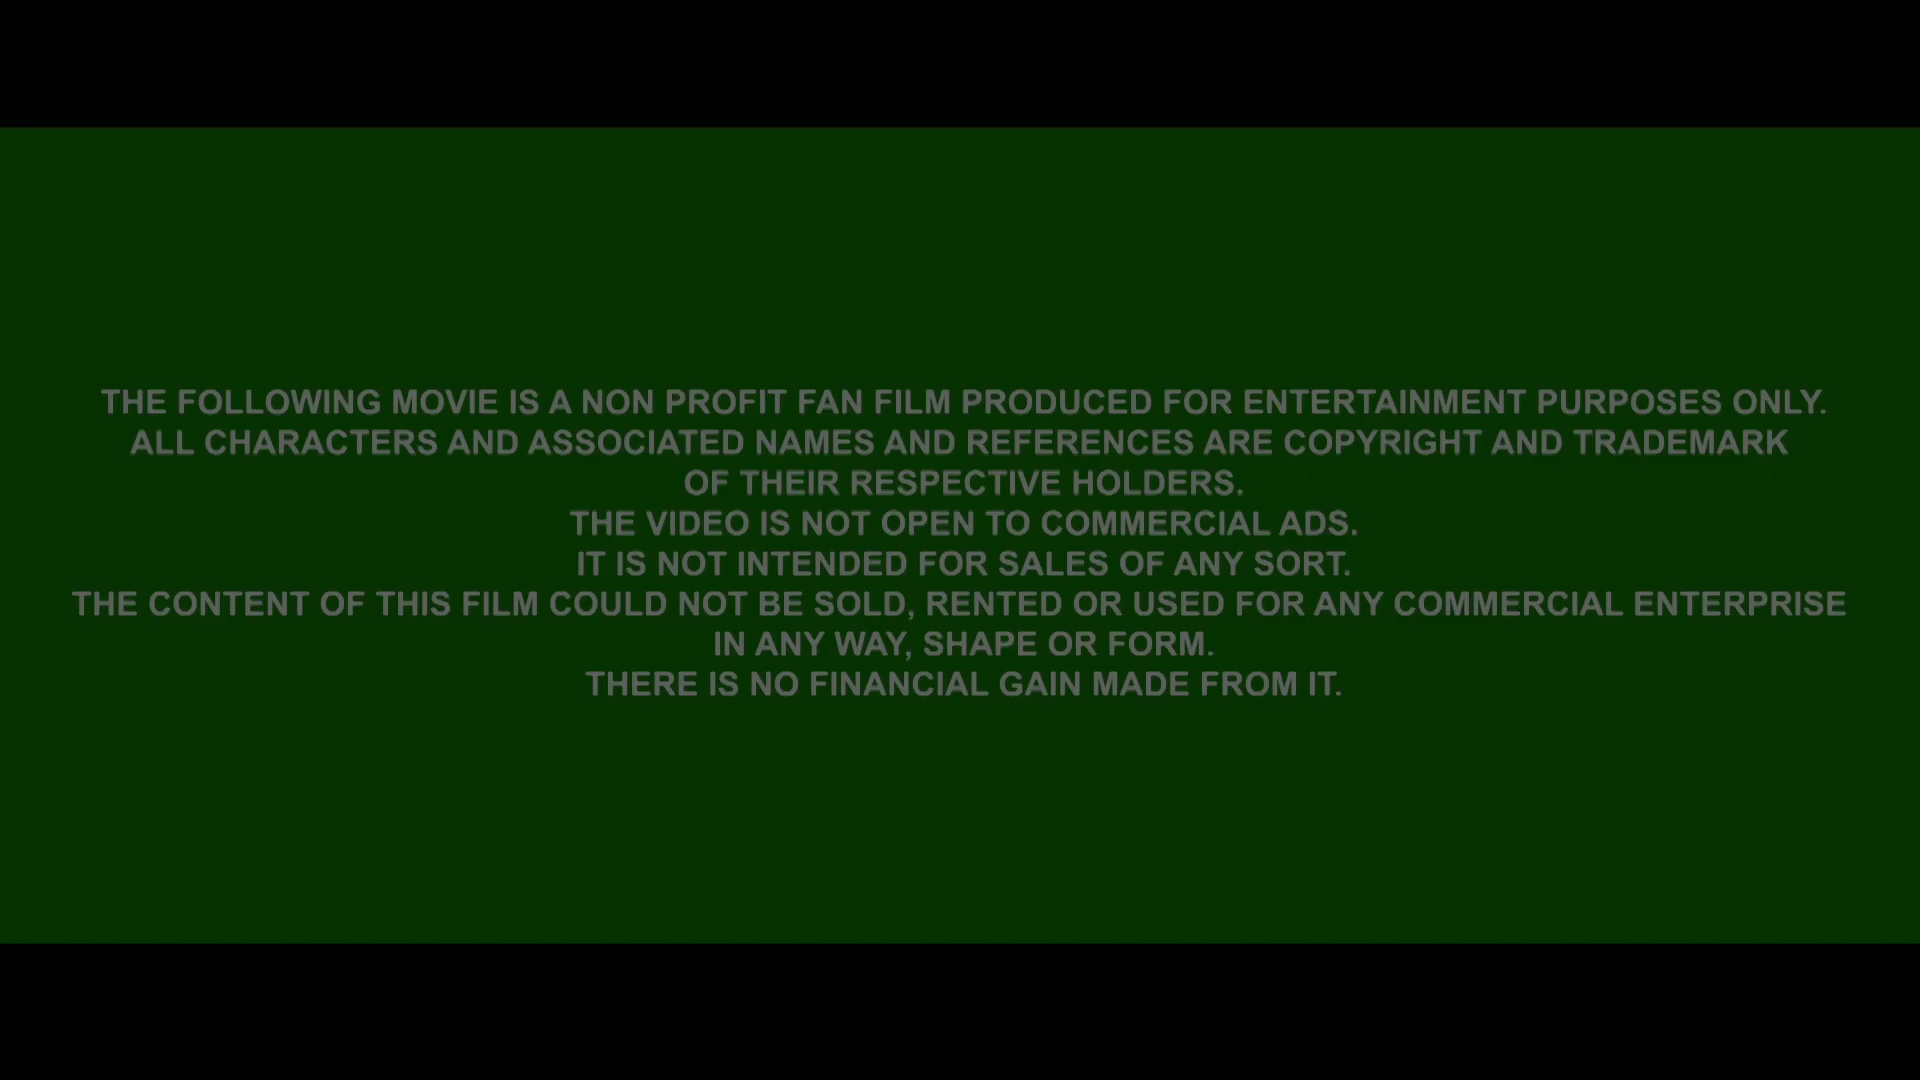 THE FOLLOWING MOVIE IS A NON PROFIT FAN FILM PRODUCED FOR ENTERTAINMENT PURPOSES ONLY.
ALL CHARACTERS AND ASSOCIATED NAMES AND REFERENCES ARE COPYRIGHT AND TRADEMARK
OF THEIR RESPECTIVE HOLDERS.
THE VIDEO IS NOT OPEN TO COMMERCIAL ADS.
IT IS NOT INTENDED FOR SALES OF ANY SORT.
THE CONTENT OF THIS FILM COULD NOT BE SOLD, RENTED OR USED FOR ANY COMMERCIAL ENTERPRISE
IN ANY WAY, SHAPE OR FORM.
THERE IS NO FINANCIAL GAIN MADE FROM IT.